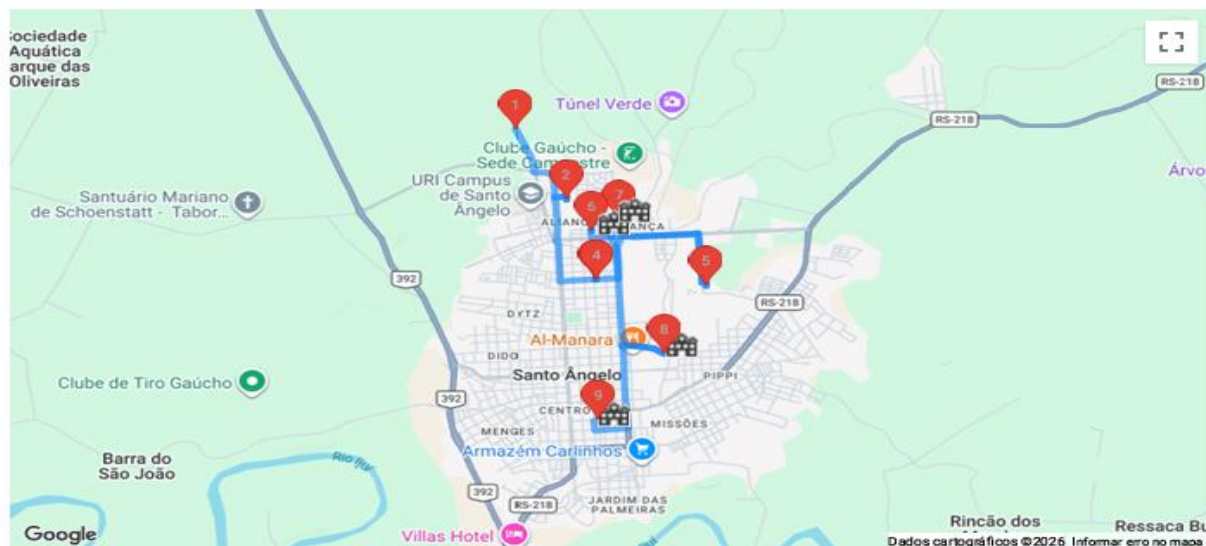 Sociedade
Aquática
Parque das
Oliveiras
RS-218
1
Túnel Verde
RS-218
Clube Gaúcho -
Sede Campestre
2
URI Campus
de Santo
Ângelo
7
6
Árvo
Santuário Mariano
de Schoenstatt - Tabor...
4
5
392
RS-218
DYTZ
8
Al-Manara
DIDO
Santo Ângelo
PIPPI
Clube de Tiro Gaúcho
392
9
CENTRO
MISSÕES
MENGES
Armazém Carlinhos
Barra do
São João
Rio Ijuí
392
RS-218
JARDIM DAS
PALMEIRAS
Villas Hotel
Google
Rincão dos
Ressaca Bu
Dados cartográficos ©2026 Informar erro no mapa